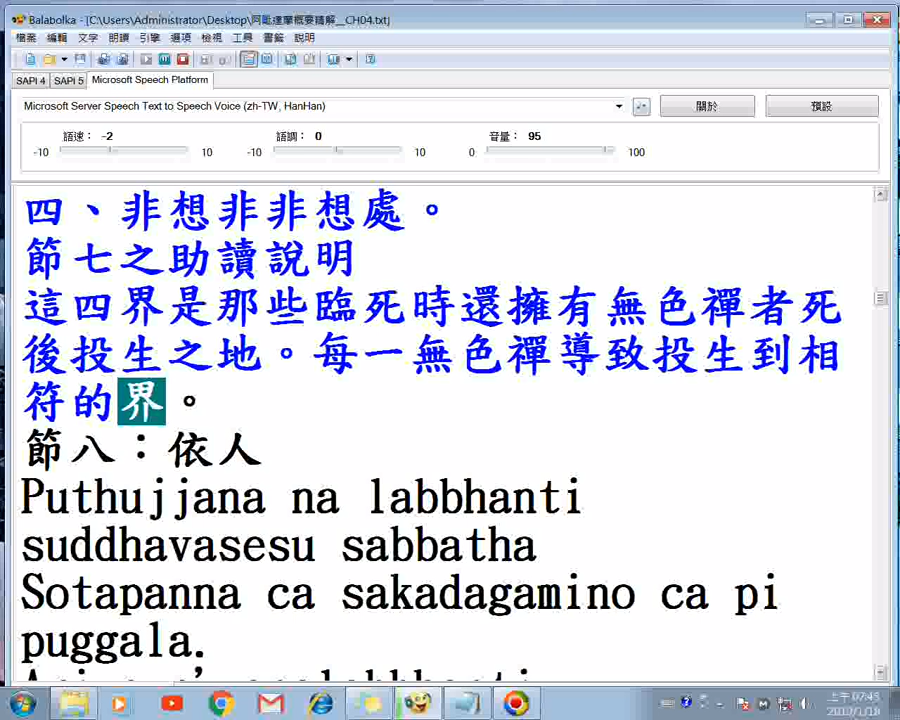 Balabolka - [C:\Users\Administrator\Desktop\阿毗達摩概要精解__CH04.txt]
檔案 編輯 文字 朗讀 引擎 選項 檢視 工具 書籤 說明
SAPI 4 SAPI 5 Microsoft Speech Platform
Microsoft Server Speech Text to Speech Voice (zh-TW, HanHan) 關於 預設
語速： -2 語調： 0 音量： 95
-10 10 -10 10 0 100
四、非想非非想處。
節七之助讀說明
這四界是那些臨死時還擁有無色禪者死
後投生之地。每一無色禪導致投生到相
符的界。
節八：依人
Puthujjana na labbhanti
suddhavasesu sabbatha
Sotapanna ca sakadagamino ca pi
puggala.
上午 07:45